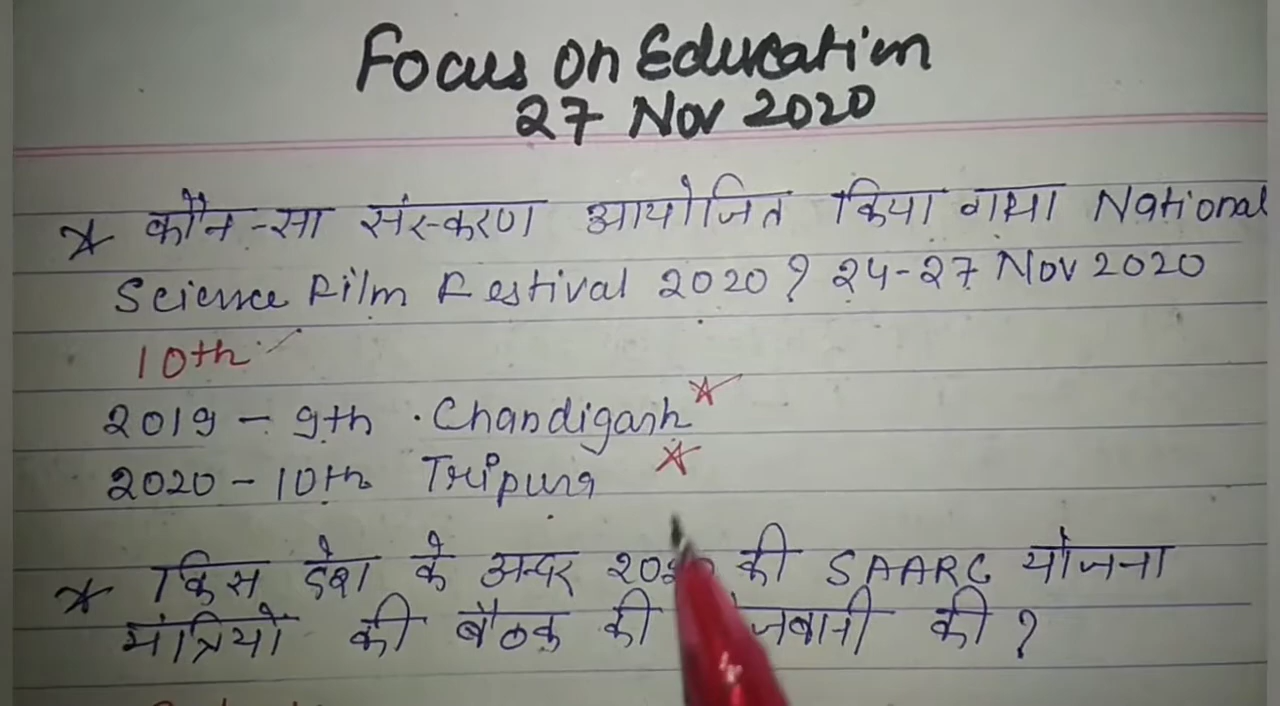 Focus on Education
27 Nov 2020
* कौन-सा संस्करण आयोजित किया गया National
Science Film Festival 2020? 24-27 Nov 2020
10th
2019 - 9th · Chandigarh
2020 - 10th Tripura
* किस देश के अन्दर की SAARC योजना
मंत्रियों की बैठक की की?